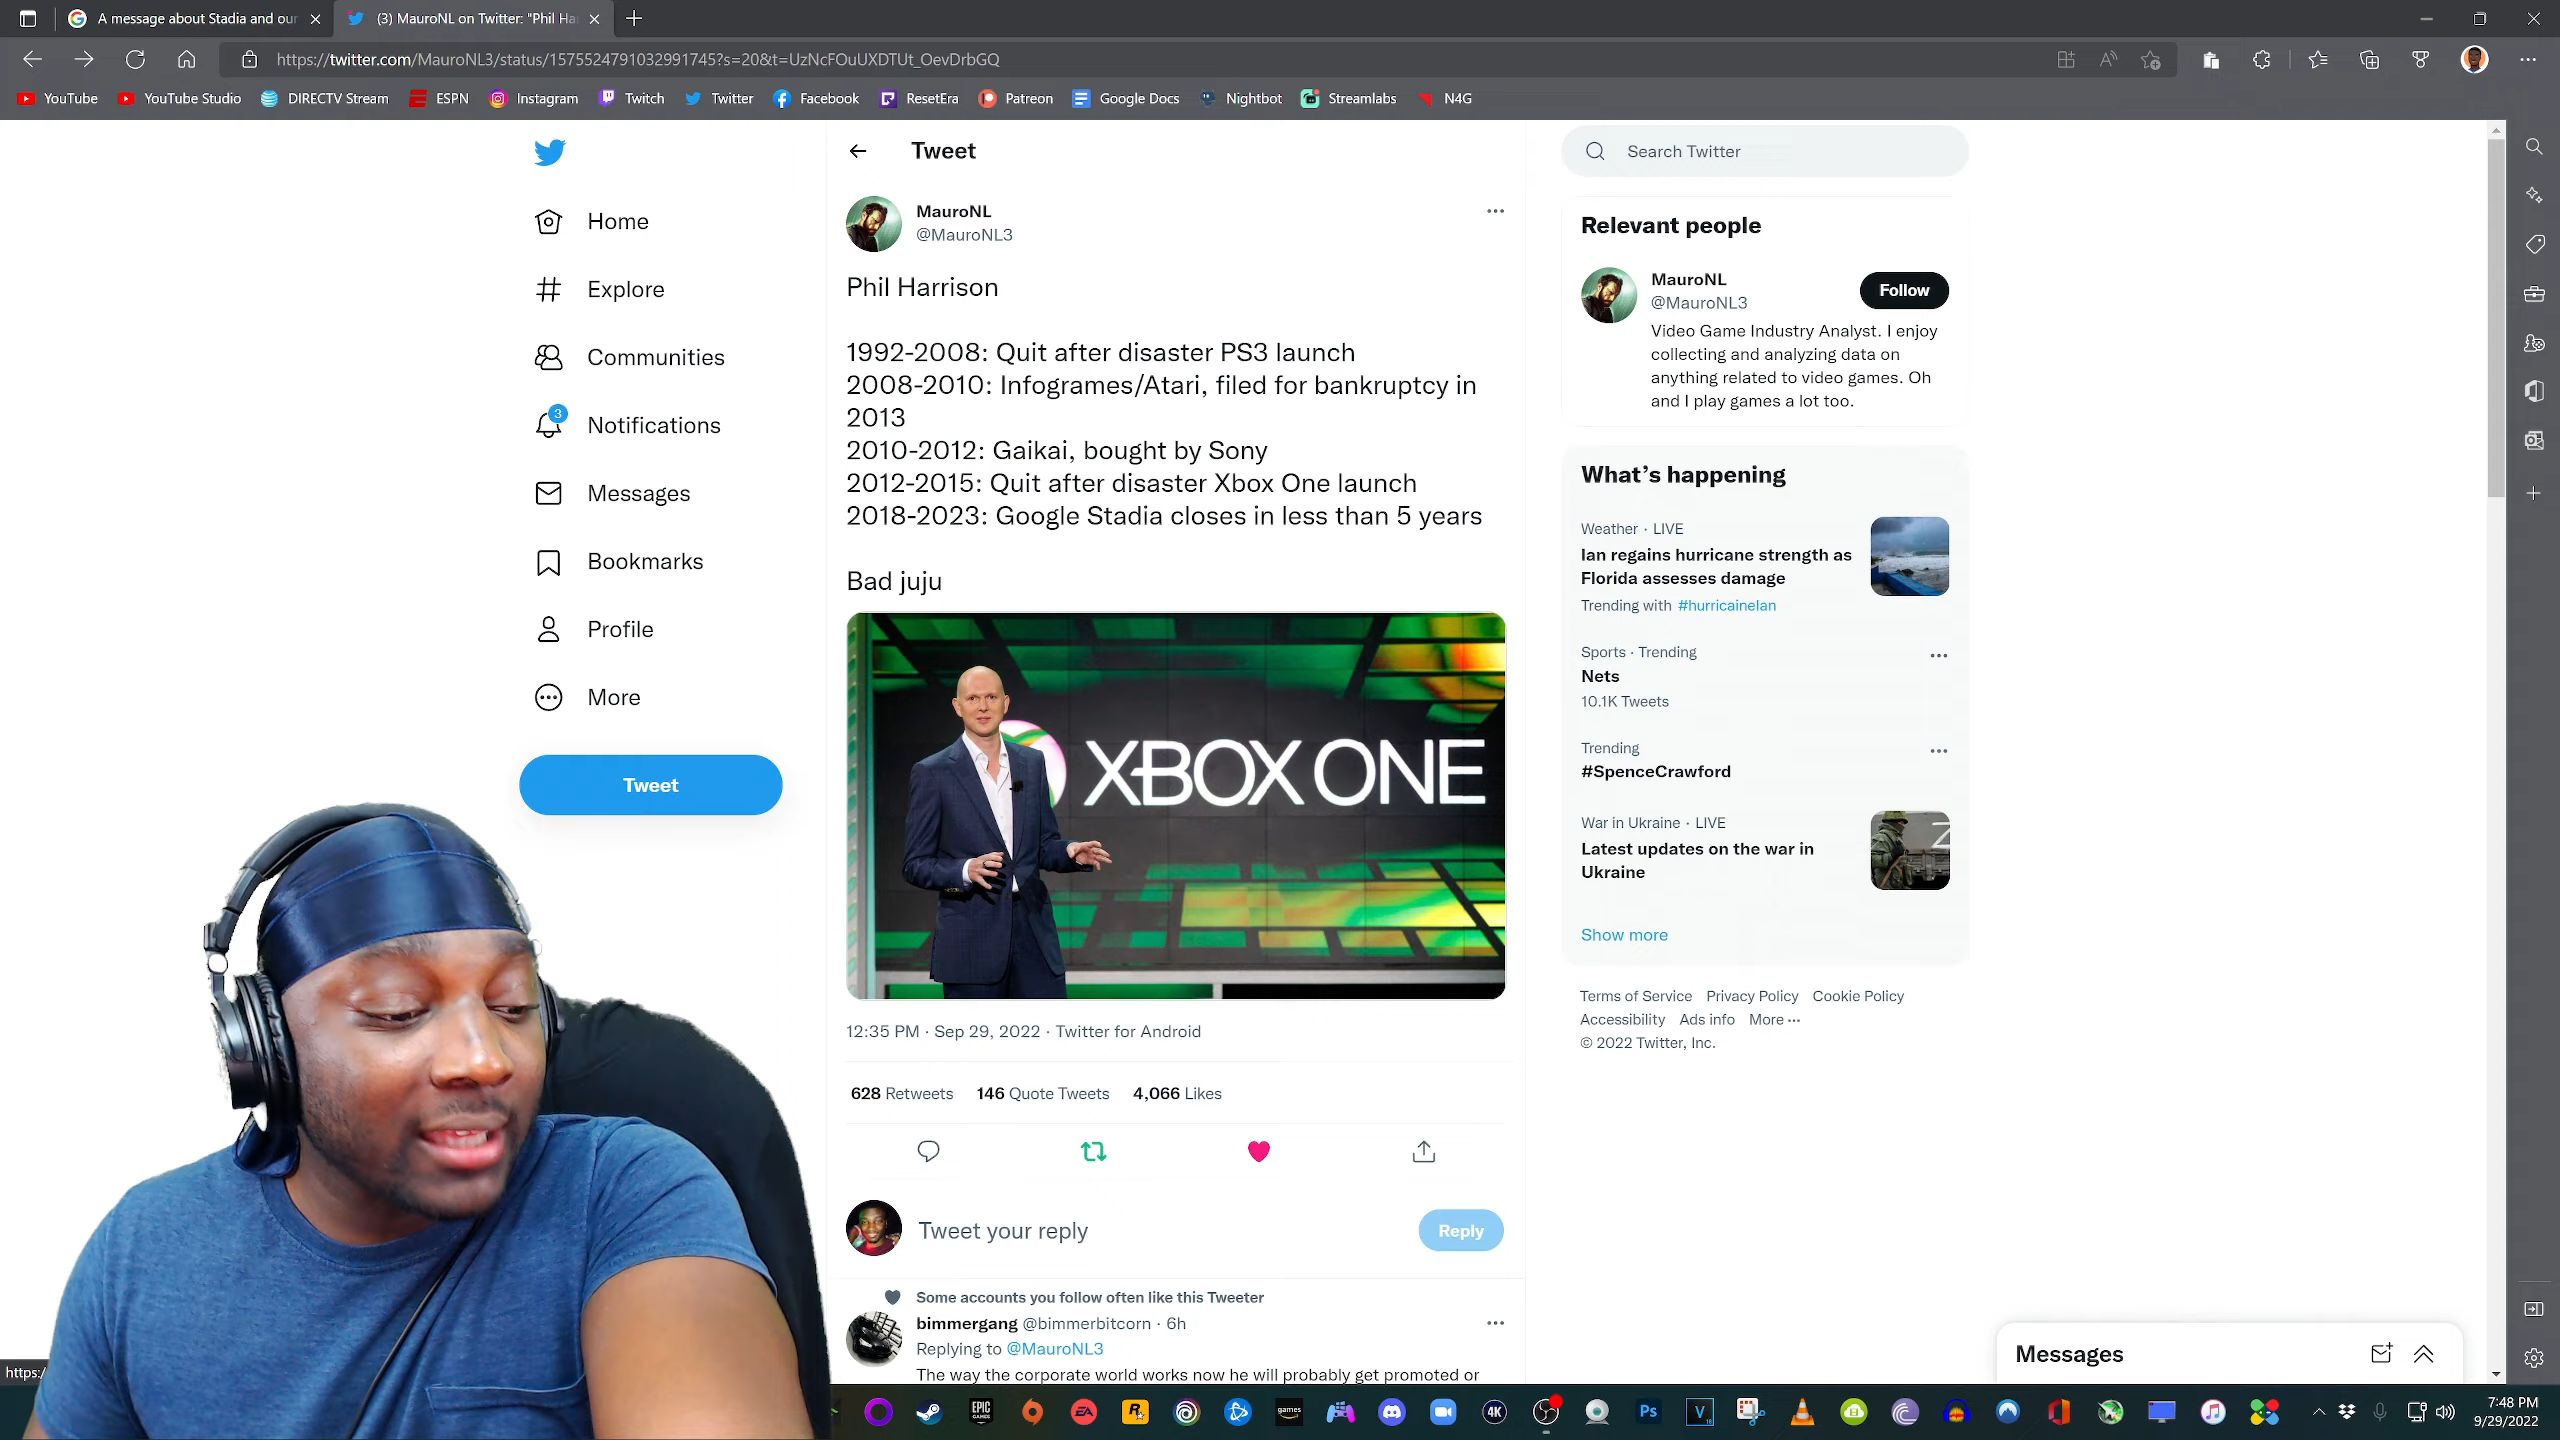 A message about Stadia and our
(3) MauroNL on Twitter: "Phil Ha
https://twitter.com/MauroNL3/status/1575524791032991745?s=20&t=UzNcFOuUXDTUt_OevDrbGQ
YouTube YouTube Studio DIRECTV Stream ESPN Instagram Twitch Twitter Facebook ResetEra Patreon Google Docs Nightbot Streamlabs N4G
Home
Explore
Communities
3
Notifications
Messages
Bookmarks
Profile
More
Tweet
Tweet
MauroNL
@MauroNL3
Phil Harrison
1992-2008: Quit after disaster PS3 launch
2008-2010: Infogrames/Atari, filed for bankruptcy in
2013
2010-2012: Gaikai, bought by Sony
2012-2015: Quit after disaster Xbox One launch
2018-2023: Google Stadia closes in less than 5 years
Bad juju
XBOX ONE
12:35 PM · Sep 29, 2022 · Twitter for Android
628 Retweets 146 Quote Tweets 4,066 Likes
Tweet your reply
Reply
Some accounts you follow often like this Tweeter
bimmergang @bimmerbitcorn · 6h
Replying to @MauroNL3
The way the corporate world works now he will probably get promoted or
Search Twitter
Relevant people
MauroNL
@MauroNL3
Follow
Video Game Industry Analyst. I enjoy
collecting and analyzing data on
anything related to video games. Oh
and I play games a lot too.
What's happening
Weather · LIVE
Ian regains hurricane strength as
Florida assesses damage
Trending with #hurricaineIan
Sports · Trending
Nets
10.1K Tweets
Trending
#SpenceCrawford
War in Ukraine · LIVE
Latest updates on the war in
Ukraine
Show more
Terms of Service Privacy Policy Cookie Policy
Accessibility Ads info More ···
© 2022 Twitter, Inc.
Messages
https:/
EPIC GAMES
EA
R
games
4K
Ps
V
7:48 PM
9/29/2022